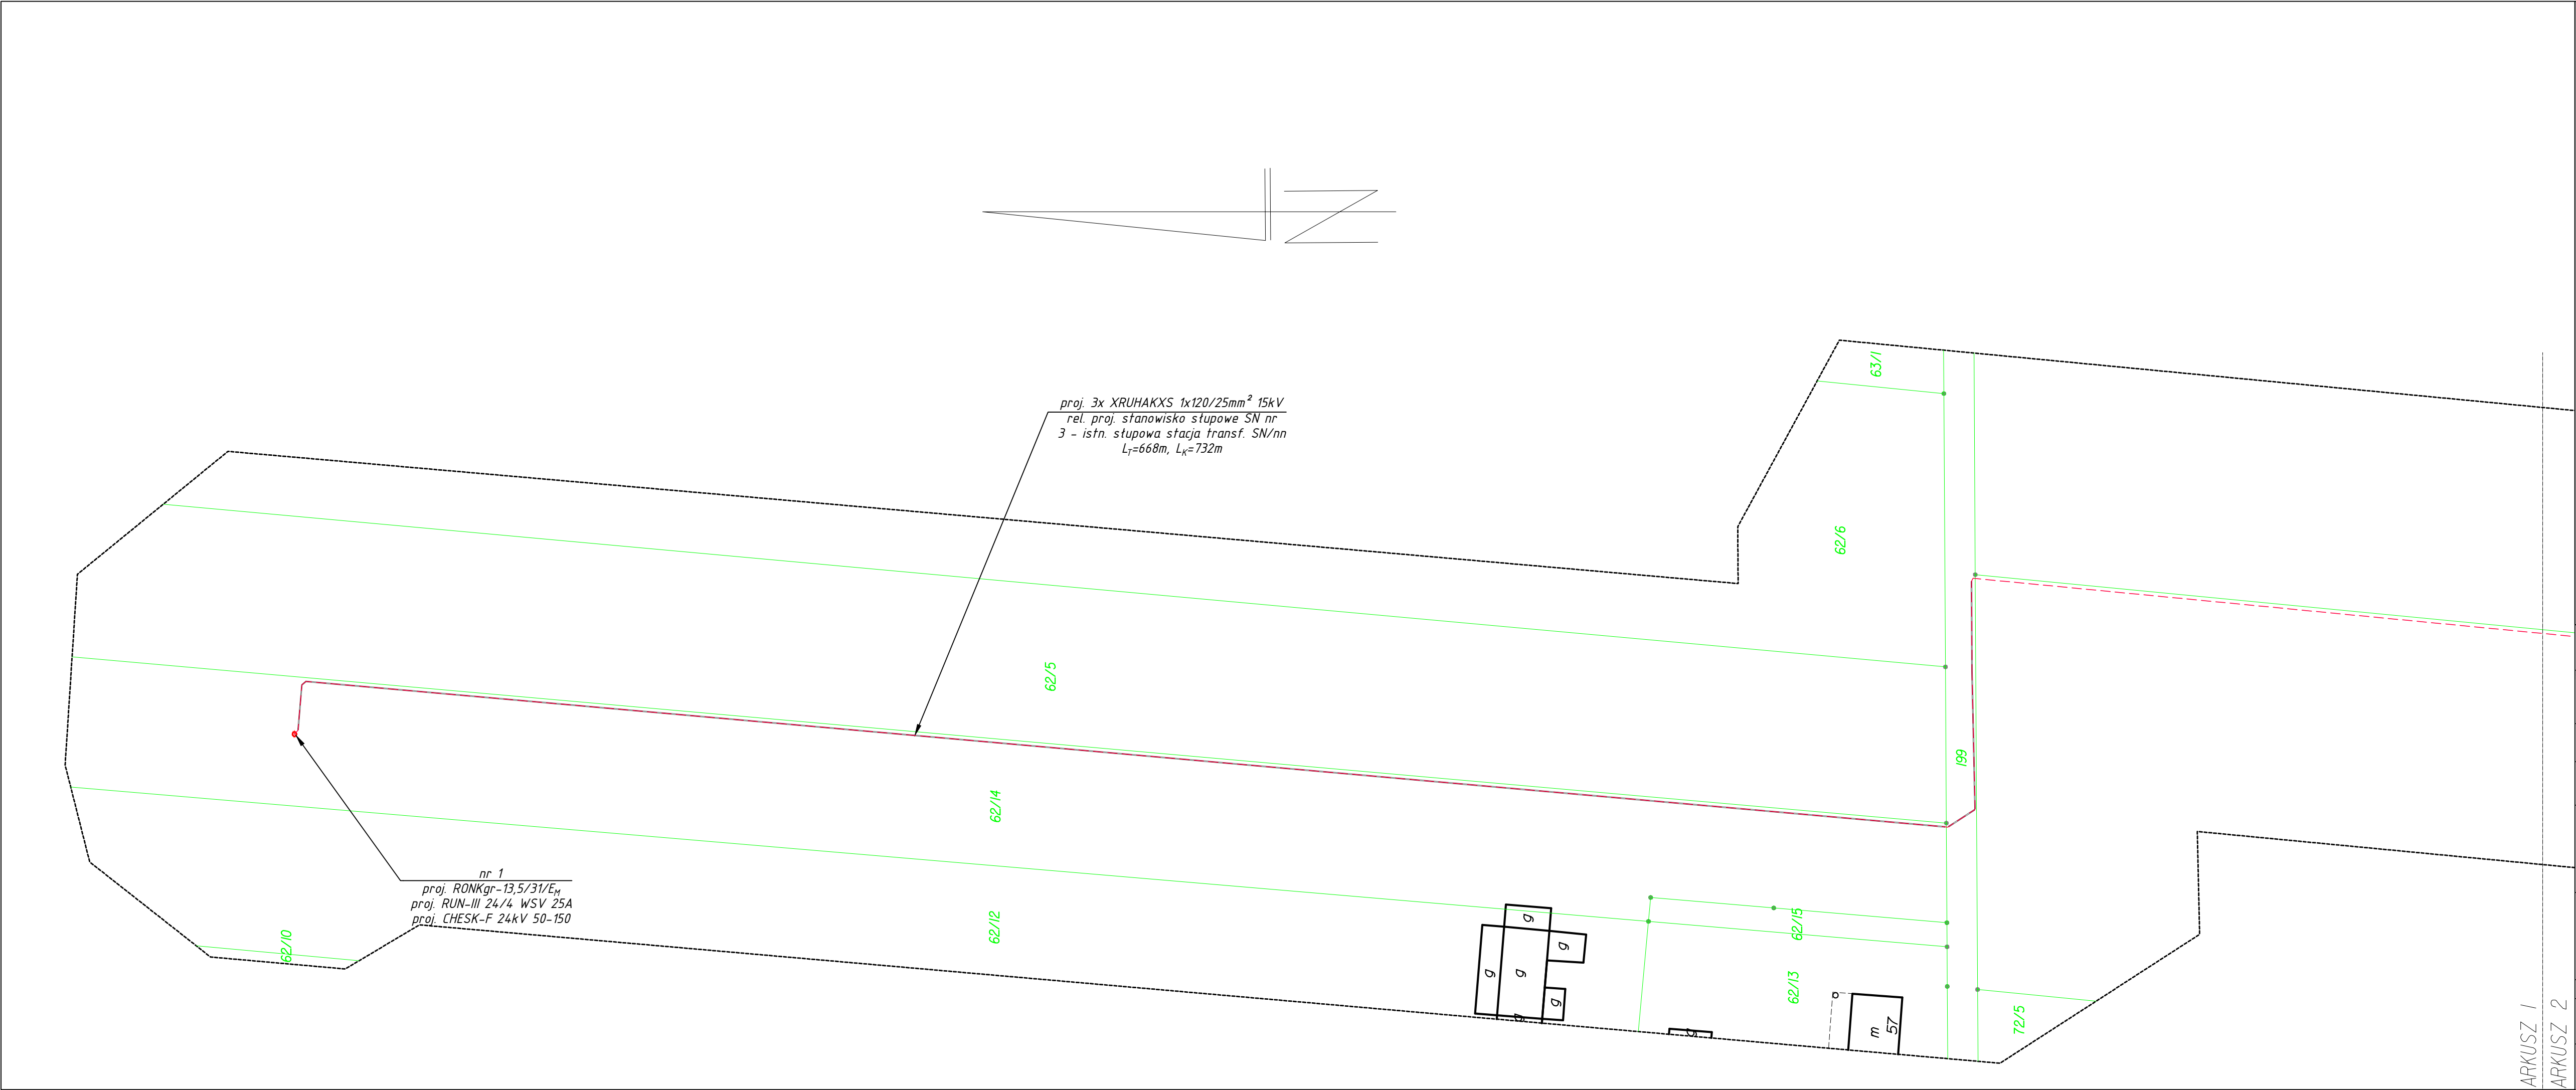 N
63/1
proj. 3x XRUHAKXS 1x120/25mm² 15kV
rel. proj. stanowisko słupowe SN nr
3 - istn. słupowa stacja transf. SN/nn
L_T=668m, L_K=732m
62/6
62/5
199
62/14
nr 1
proj. RONKgr-13,5/31/E_M
proj. RUN-III 24/4 WSV 25A
proj. CHESK-F 24kV 50-150
62/10
62/12
62/15
g
g
g
g
g
g
g
62/13
m
57
72/5
ARKUSZ 1
ARKUSZ 2